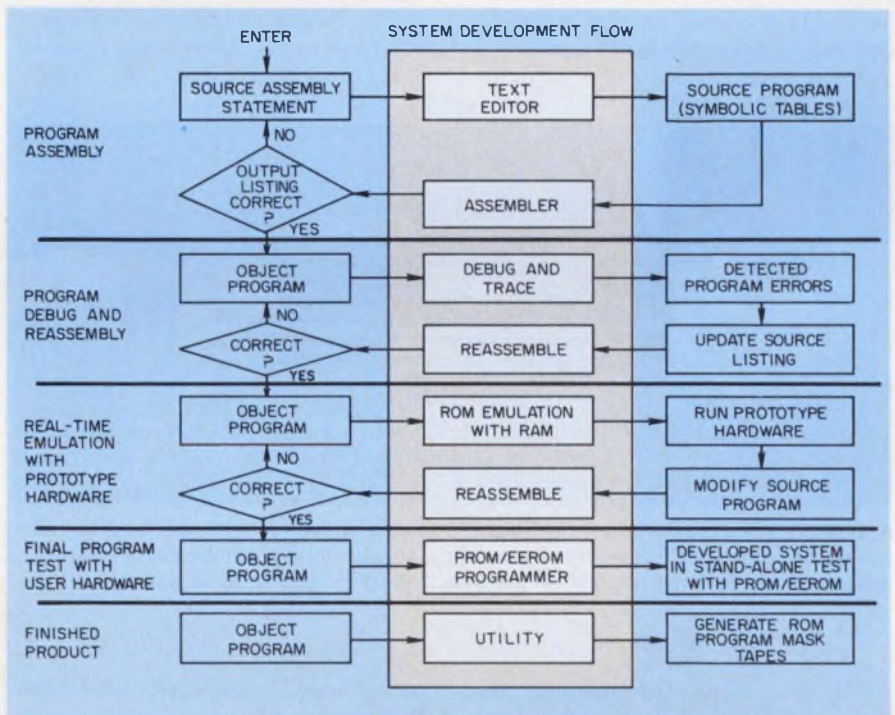 ENTER
SYSTEM DEVELOPMENT FLOW
PROGRAM
ASSEMBLY
SOURCE ASSEMBLY
STATEMENT
TEXT
EDITOR
SOURCE PROGRAM
(SYMBOLIC TABLES)
NO
OUTPUT
LISTING
CORRECT
?
YES
ASSEMBLER
PROGRAM
DEBUG AND
REASSEMBLY
OBJECT
PROGRAM
DEBUG AND
TRACE
DETECTED
PROGRAM ERRORS
NO
CORRECT
?
YES
REASSEMBLE
UPDATE SOURCE
LISTING
REAL-TIME
EMULATION
WITH
PROTOTYPE
HARDWARE
OBJECT
PROGRAM
ROM EMULATION
WITH RAM
RUN PROTOTYPE
HARDWARE
NO
CORRECT
?
YES
REASSEMBLE
MODIFY SOURCE
PROGRAM
FINAL PROGRAM
TEST WITH
USER HARDWARE
OBJECT
PROGRAM
PROM/EEROM
PROGRAMMER
DEVELOPED SYSTEM
IN STAND-ALONE TEST
WITH PROM/EEROM
FINISHED
PRODUCT
OBJECT
PROGRAM
UTILITY
GENERATE ROM
PROGRAM MASK
TAPES